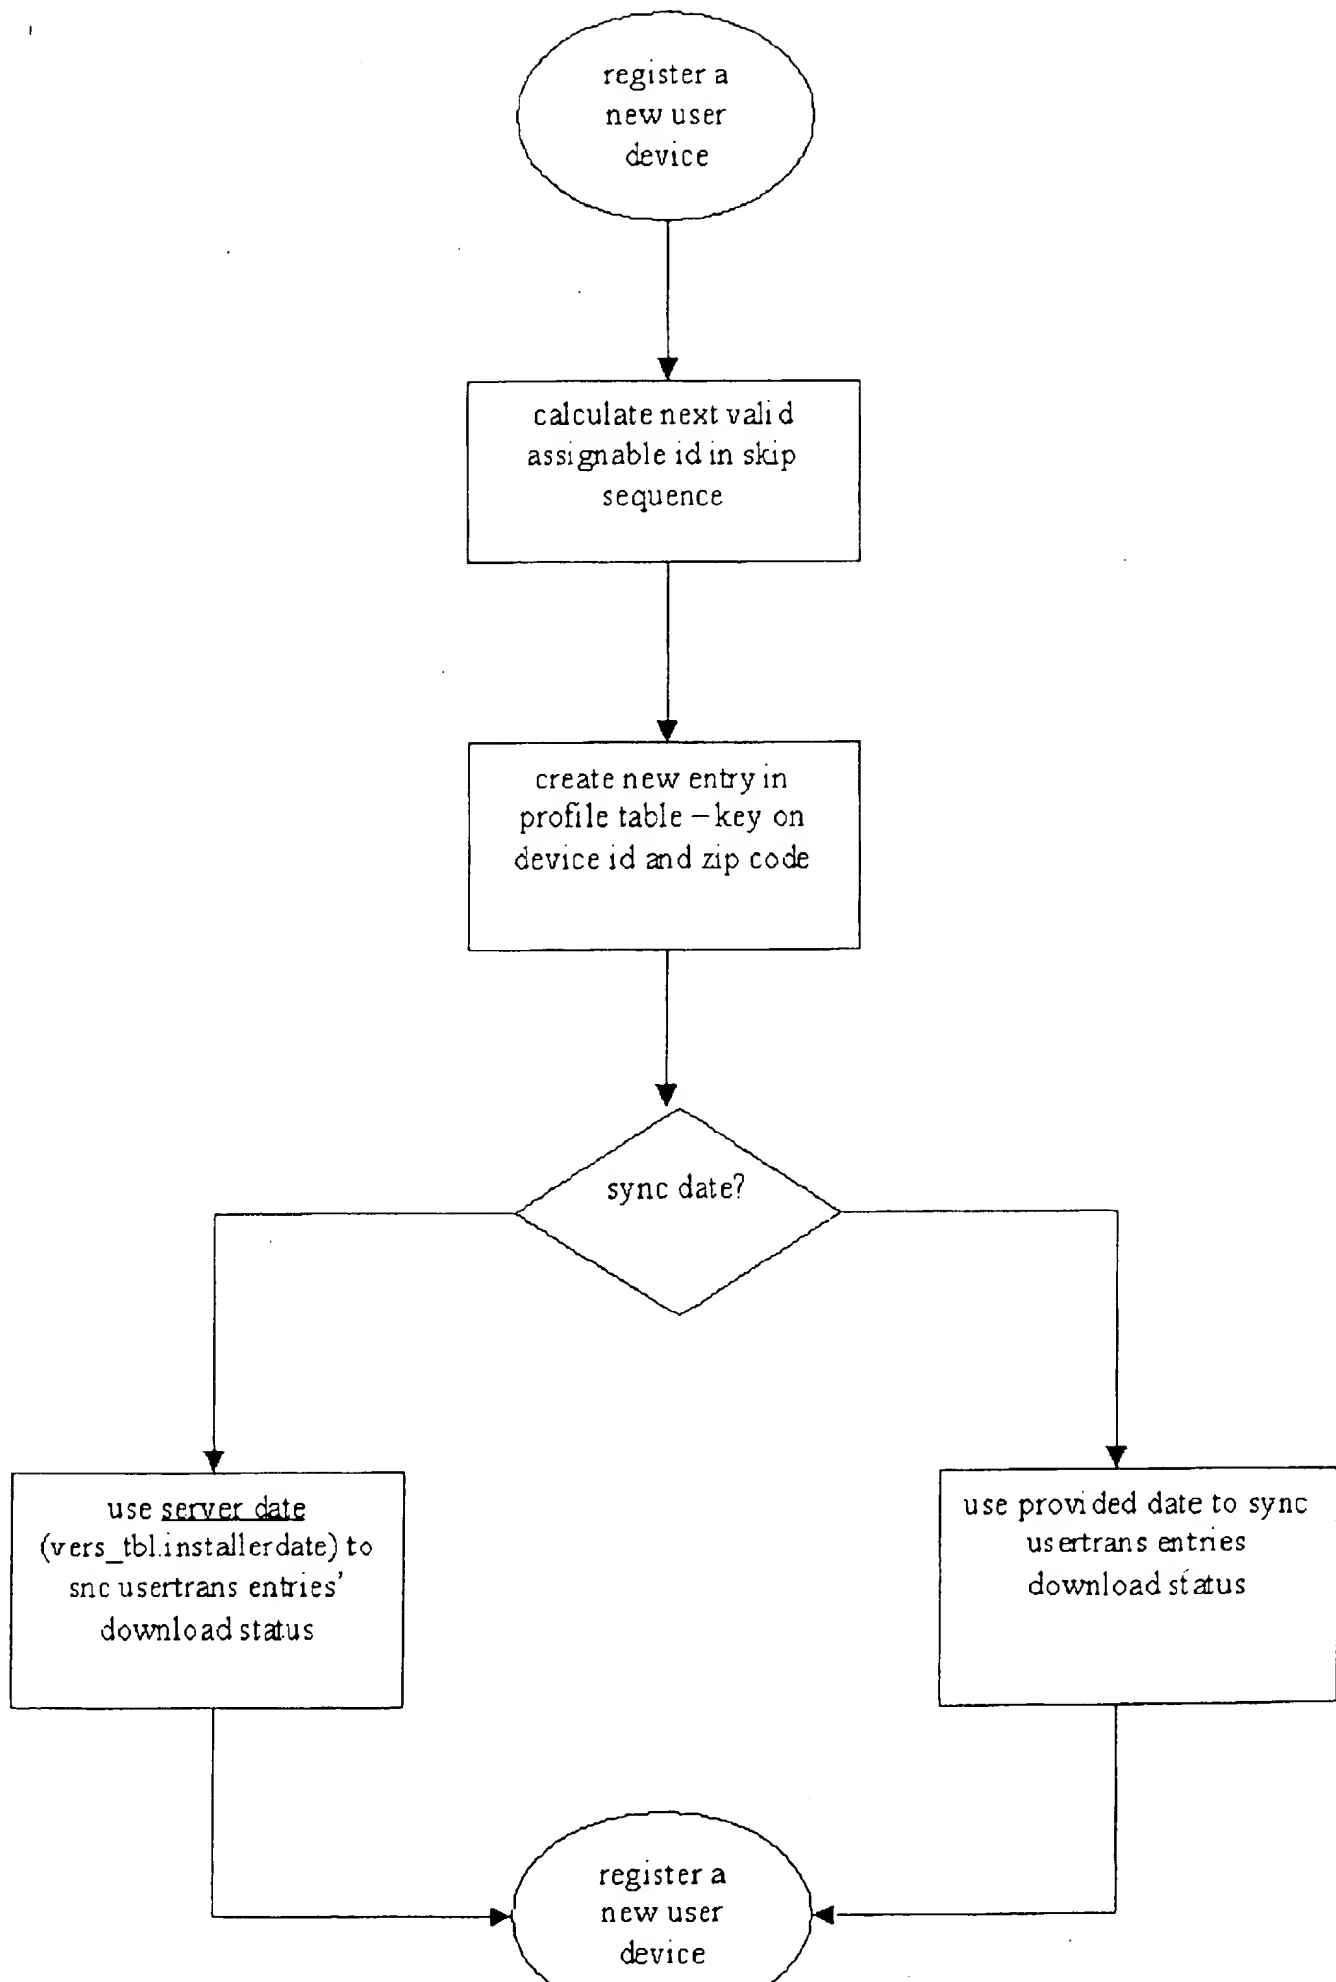 register a
new user
device
calculate next valid
assignable id in skip
sequence
create new entry in
profile table – key on
device id and zip code
sync date?
use server date
(vers_tbl.installerdate) to
snc usertrans entries'
download status
use provided date to sync
usertrans entries
download status
register a
new user
device